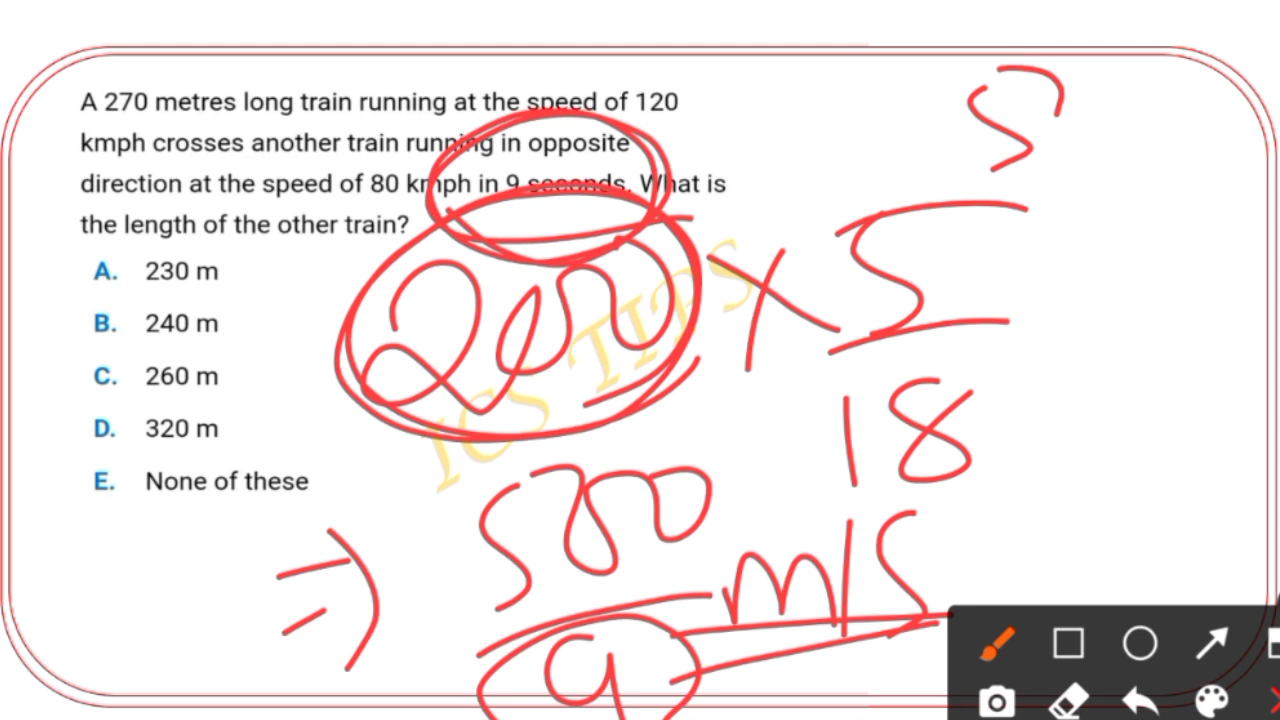 A 270 metres long train running at the speed of 120
kmph crosses another train running in opposite
direction at the speed of 80 kmph in 9 seconds. What is
the length of the other train?
A. 230 m
B. 240 m
C. 260 m
D. 320 m
E. None of these
ICS TIPS
200 × 5
18
=)
500 m/s
9
S